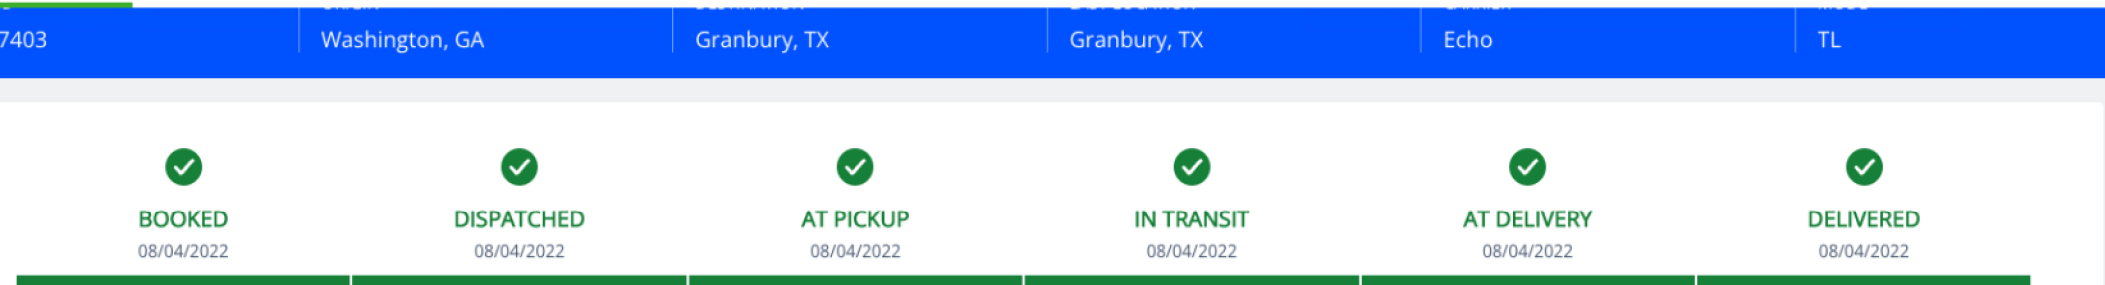 7403 Washington, GA Granbury, TX Granbury, TX Echo TL
BOOKED DISPATCHED AT PICKUP IN TRANSIT AT DELIVERY DELIVERED
08/04/2022 08/04/2022 08/04/2022 08/04/2022 08/04/2022 08/04/2022